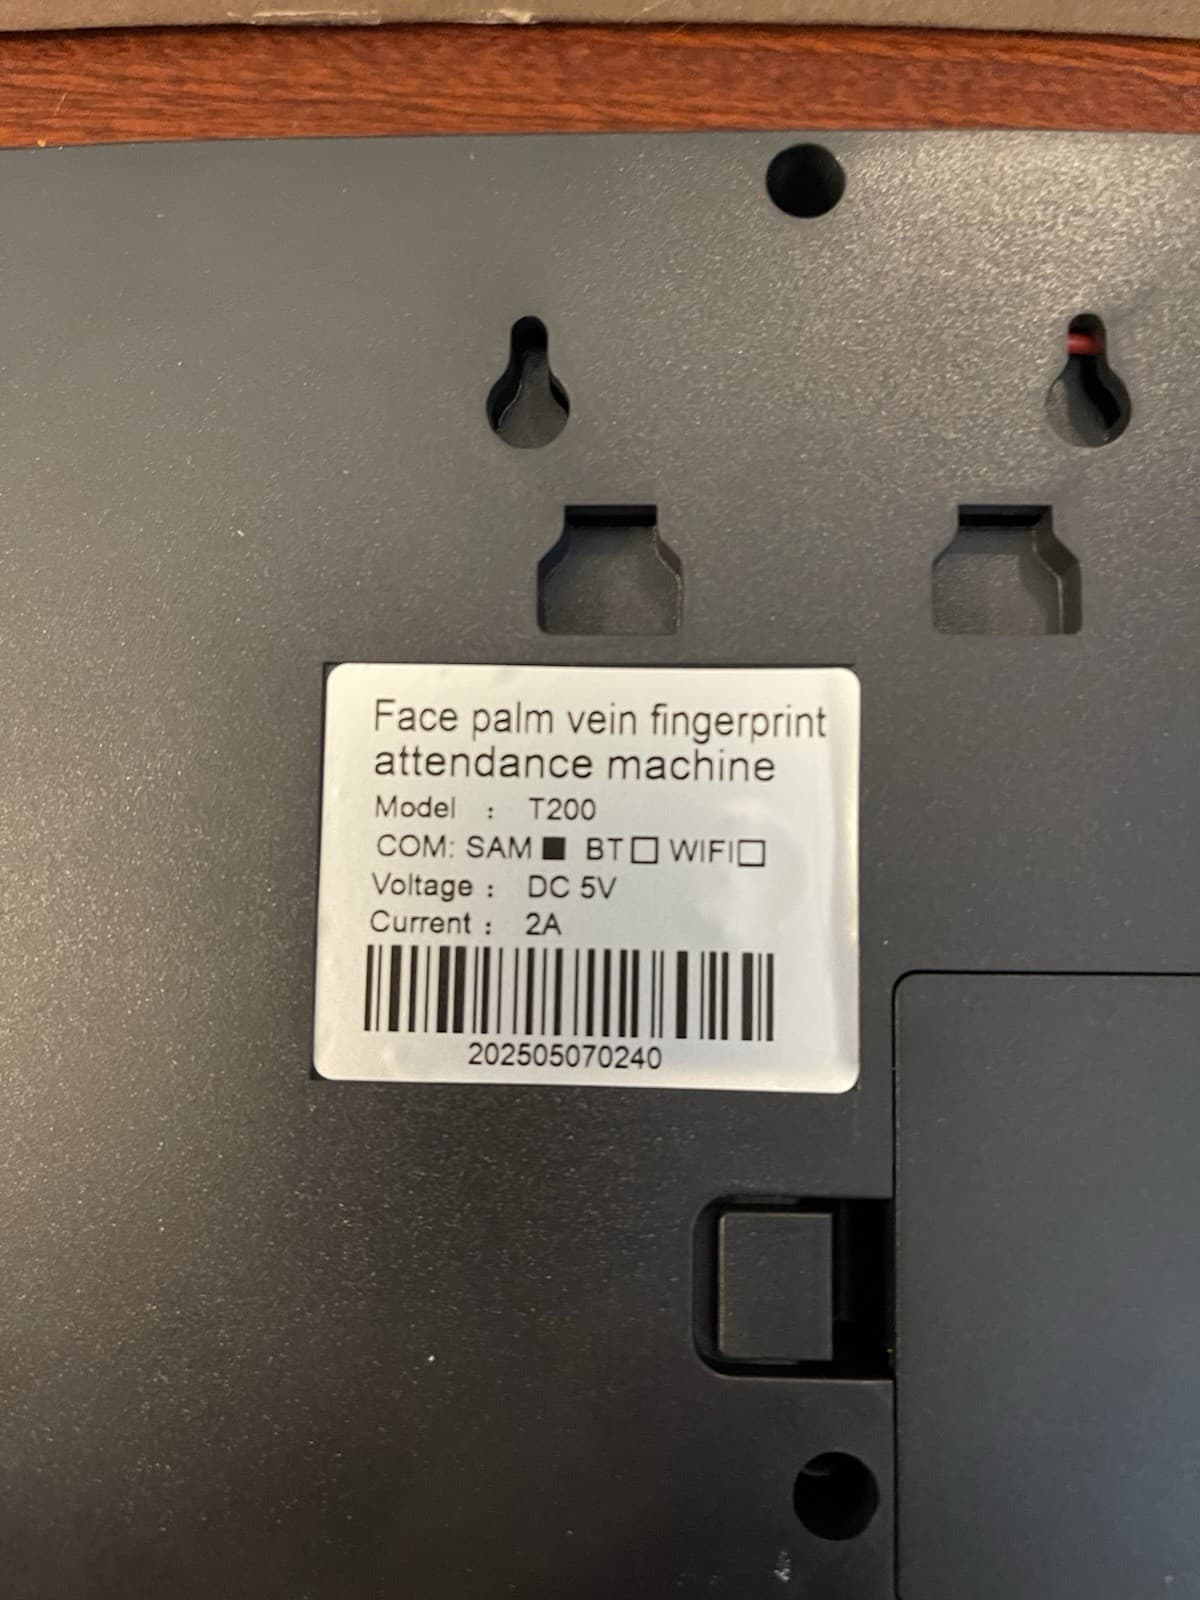 Face palm vein fingerprint
attendance machine
Model : T200
COM: SAM ■ BT □ WIFI □
Voltage : DC 5V
Current : 2A
202505070240